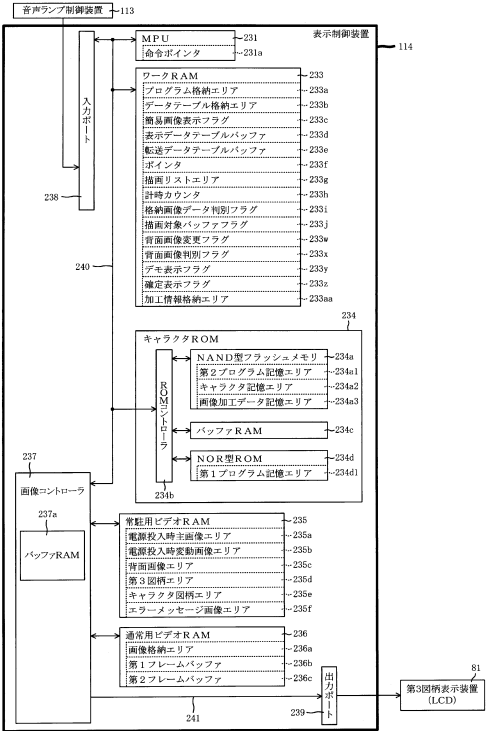 音声ランプ制御装置
113
表示制御装置
114
MPU
231
命令ポインタ
231a
ワークRAM
233
プログラム格納エリア
233a
データテーブル格納エリア
233b
簡易画像表示フラグ
233c
表示データテーブルバッファ
233d
転送データテーブルバッファ
233e
ポインタ
233f
描画リストエリア
233g
計時カウンタ
233h
格納画像データ判別フラグ
233i
描画対象バッファフラグ
233j
背面画像変更フラグ
233w
背面画像判別フラグ
233x
デモ表示フラグ
233y
確定表示フラグ
233z
加工情報格納エリア
233aa
入力ポート
238
240
234
キャラクタROM
NAND型フラッシュメモリ
234a
第2プログラム記憶エリア
234a1
キャラクタ記憶エリア
234a2
画像加工データ記憶エリア
234a3
ROMコントローラ
234b
バッファRAM
234c
NOR型ROM
234d
第1プログラム記憶エリア
234d1
237
画像コントローラ
237a
バッファRAM
常駐用ビデオRAM
235
電源投入時主画像エリア
235a
電源投入時変動画像エリア
235b
背面画像エリア
235c
第3図柄エリア
235d
キャラクタ図柄エリア
235e
エラーメッセージ画像エリア
235f
通常用ビデオRAM
236
画像格納エリア
236a
第1フレームバッファ
236b
第2フレームバッファ
236c
241
出力ポート
239
81
第3図柄表示装置
(LCD)